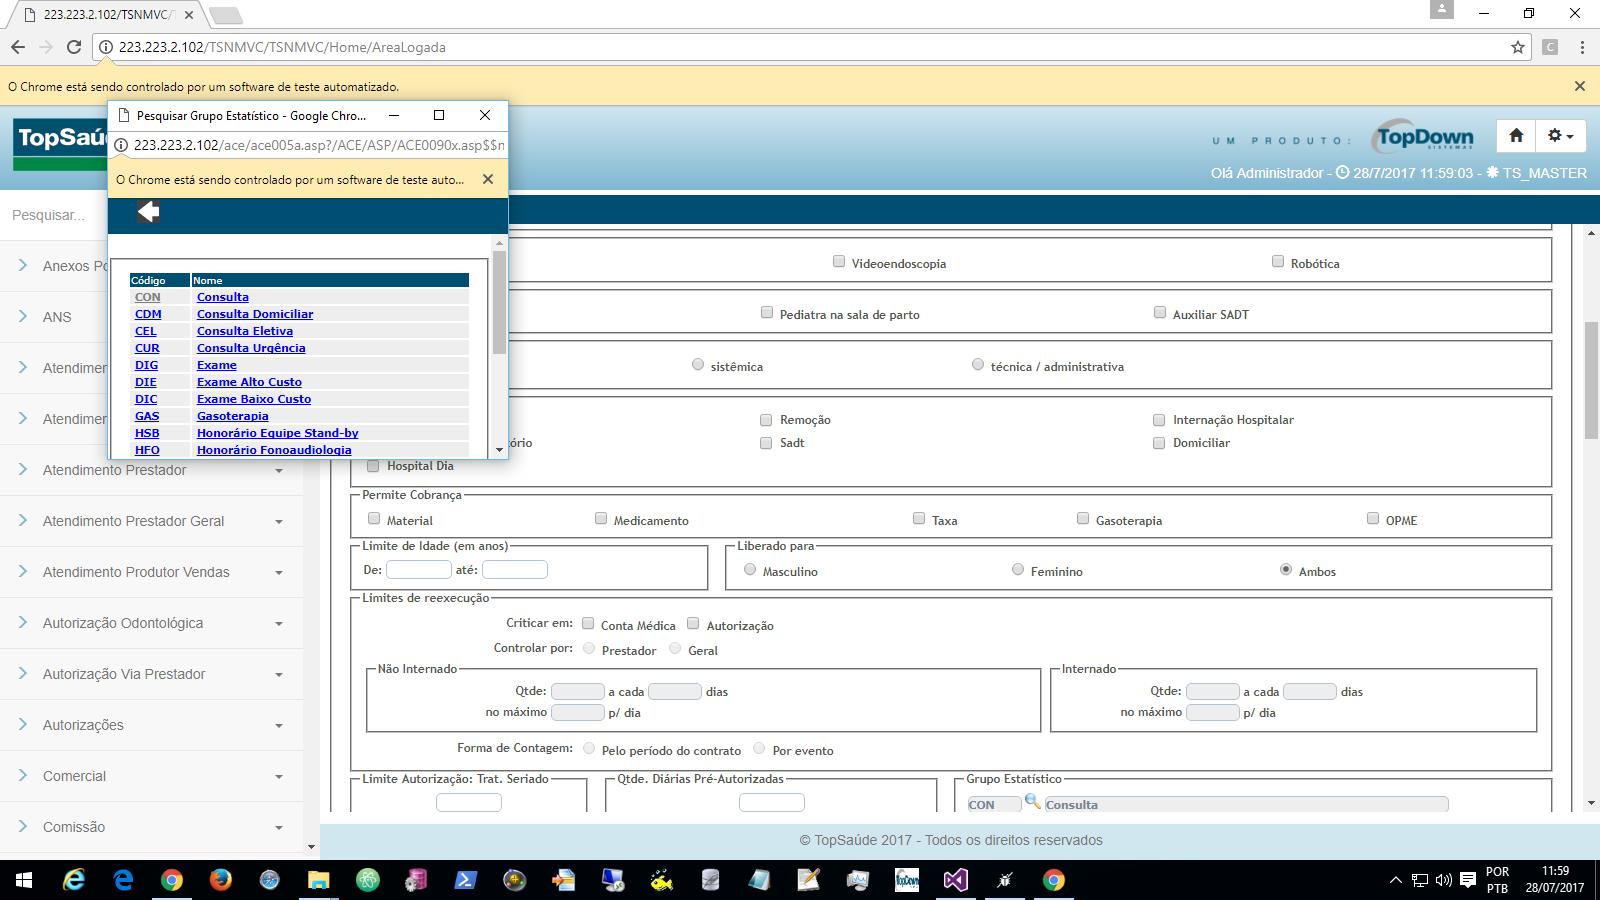 223.223.2.102/TSNMVC/
223.223.2.102/TSNMVC/TSNMVC/Home/AreaLogada
C
O Chrome está sendo controlado por um software de teste automatizado.
Pesquisar Grupo Estatístico - Google Chro...
223.223.2.102/ace/ace005a.asp?/ACE/ASP/ACE0090x.asp$$n
O Chrome está sendo controlado por um software de teste auto...
Código Nome
CON Consulta
CDM Consulta Domiciliar
CEL Consulta Eletiva
CUR Consulta Urgência
DIG Exame
DIE Exame Alto Custo
DIC Exame Baixo Custo
GAS Gasoterapia
HSB Honorário Equipe Stand-by
HFO Honorário Fonoaudiologia
TopSaúd
UM PRODUTO:
TopDown
SISTEMAS
Olá Administrador - 28/7/2017 11:59:03 - TS_MASTER
Pesquisar...
Anexos Po
ANS
Atendimer
Atendimer
Atendimento Prestador
Atendimento Prestador Geral
Atendimento Produtor Vendas
Autorização Odontológica
Autorização Via Prestador
Autorizações
Comercial
Comissão
Videoendoscopia Robótica
Pediatra na sala de parto Auxiliar SADT
sistêmica técnica / administrativa
Remoção Internação Hospitalar
tório Sadt Domiciliar
Hospital Dia
Permite Cobrança
Material Medicamento Taxa Gasoterapia OPME
Limite de Idade (em anos)
De: até:
Liberado para
Masculino Feminino Ambos
Limites de reexecução
Criticar em: Conta Médica Autorização
Controlar por: Prestador Geral
Não Internado
Qtde: a cada dias
no máximo p/ dia
Internado
Qtde: a cada dias
no máximo p/ dia
Forma de Contagem: Pelo período do contrato Por evento
Limite Autorização: Trat. Seriado
Qtde. Diárias Pré-Autorizadas
Grupo Estatístico
CON Consulta
© TopSaúde 2017 - Todos os direitos reservados
TopDown
POR
PTB
11:59
28/07/2017